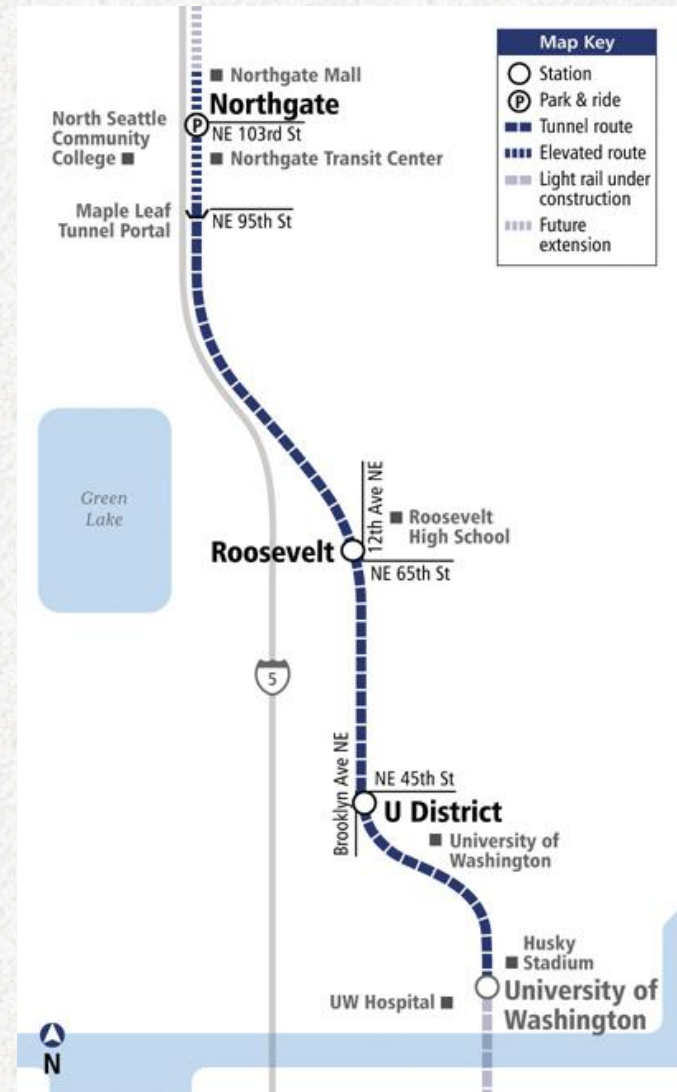 Map Key
Station
P Park & ride
Tunnel route
Elevated route
Light rail under
construction
Future
extension
Northgate Mall
Northgate
P
NE 103rd St
North Seattle
Community
College
Northgate Transit Center
Maple Leaf
Tunnel Portal
NE 95th St
Green
Lake
12th Ave NE
Roosevelt
High School
Roosevelt
NE 65th St
5
Brooklyn Ave NE
NE 45th St
U District
University of
Washington
Husky
Stadium
UW Hospital
University of
Washington
N